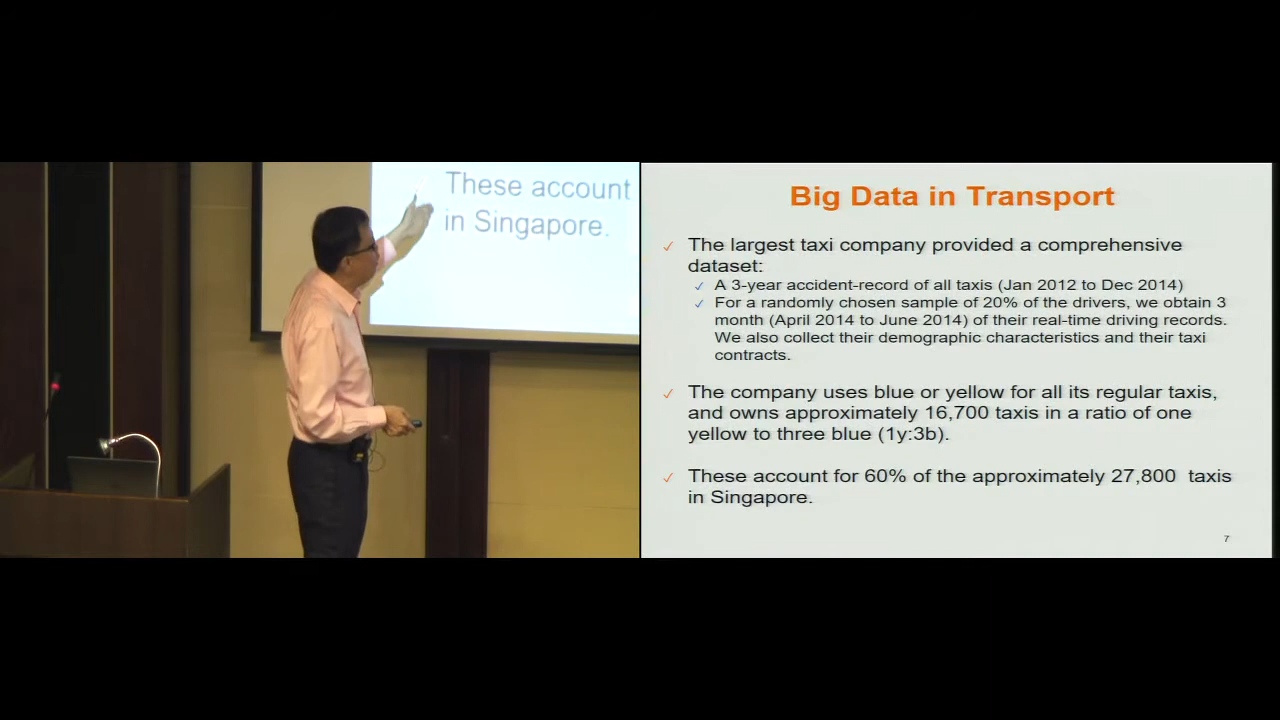 These account
in Singapore.
Big Data in Transport
The largest taxi company provided a comprehensive
dataset:
A 3-year accident-record of all taxis (Jan 2012 to Dec 2014)
For a randomly chosen sample of 20% of the drivers, we obtain 3
month (April 2014 to June 2014) of their real-time driving records.
We also collect their demographic characteristics and their taxi
contracts.
The company uses blue or yellow for all its regular taxis,
and owns approximately 16,700 taxis in a ratio of one
yellow to three blue (1y:3b).
These account for 60% of the approximately 27,800 taxis
in Singapore.
7